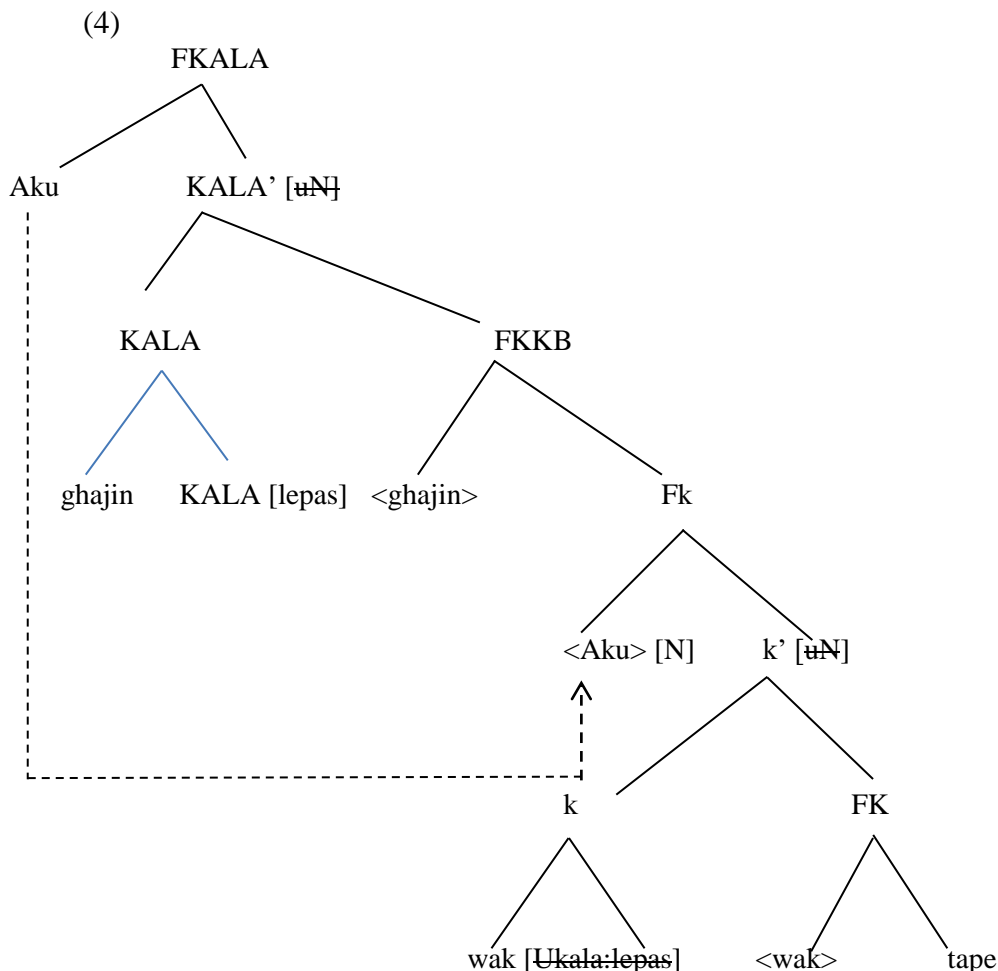 (4)
FKALA
Aku KALA’ [uN]
KALA FKKB
ghajin KALA [lepas] <ghajin> Fk
<Aku> [N] k’ [uN]
k FK
wak [Ukala:lepas] <wak> tape